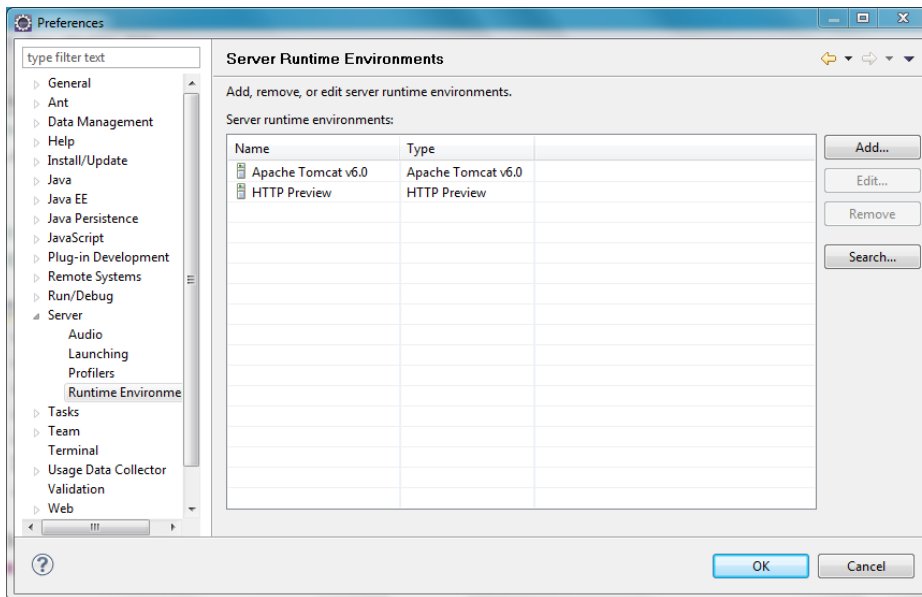 Preferences
type filter text
General
Ant
Data Management
Help
Install/Update
Java
Java EE
Java Persistence
JavaScript
Plug-in Development
Remote Systems
Run/Debug
Server
Audio
Launching
Profilers
Runtime Environme
Tasks
Team
Terminal
Usage Data Collector
Validation
Web
Server Runtime Environments
Add, remove, or edit server runtime environments.
Server runtime environments:
Name Type
Apache Tomcat v6.0 Apache Tomcat v6.0
HTTP Preview HTTP Preview
Add...
Edit...
Remove
Search...
OK Cancel